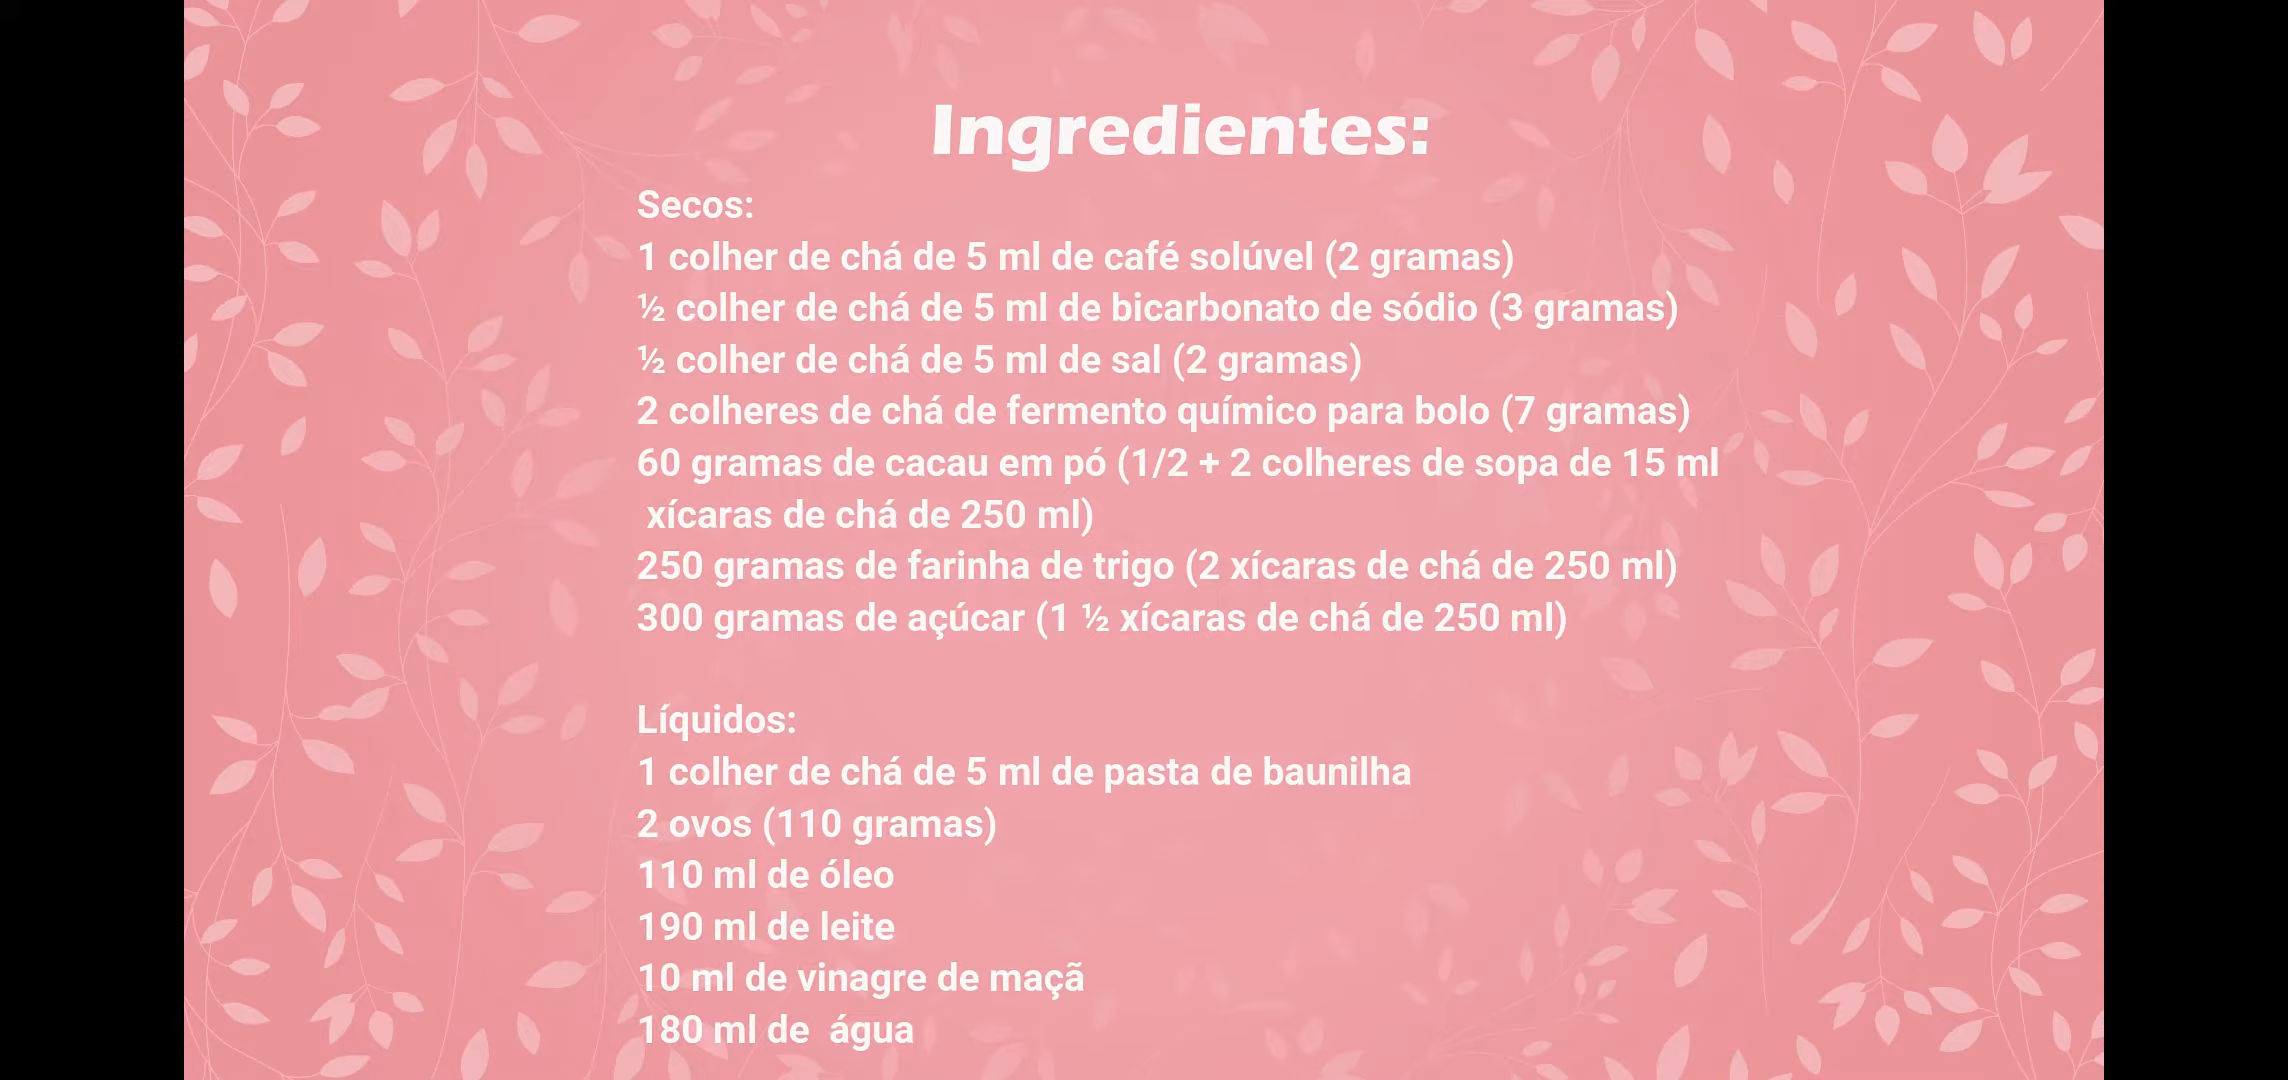 Ingredientes:
Secos:
1 colher de chá de 5 ml de café solúvel (2 gramas)
½ colher de chá de 5 ml de bicarbonato de sódio (3 gramas)
½ colher de chá de 5 ml de sal (2 gramas)
2 colheres de chá de fermento químico para bolo (7 gramas)
60 gramas de cacau em pó (1/2 + 2 colheres de sopa de 15 ml
xícaras de chá de 250 ml)
250 gramas de farinha de trigo (2 xícaras de chá de 250 ml)
300 gramas de açúcar (1 ½ xícaras de chá de 250 ml)
Líquidos:
1 colher de chá de 5 ml de pasta de baunilha
2 ovos (110 gramas)
110 ml de óleo
190 ml de leite
10 ml de vinagre de maçã
180 ml de  água